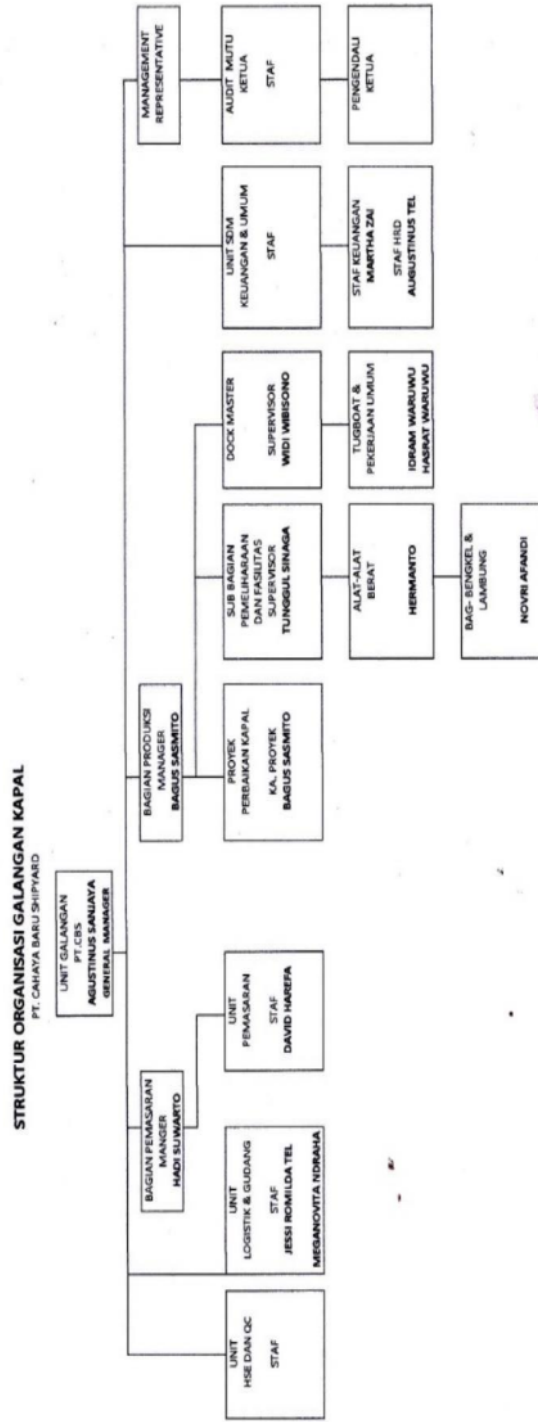 STRUKTUR ORGANISASI GALANGAN KAPAL
PT. CAHAYA BARU SHIPYARD
UNIT GALANGAN
PT.CBS
AGUSTINUS SANJAYA
GENERAL MANAGER
BAGIAN PEMASARAN
MANGER
HADI SUWARTO
BAGIAN PRODUKSI
MANAGER
BAGUS SASMITO
MANAGEMENT
REPRESENTATIVE
UNIT
HSE DAN QC
STAF
UNIT
LOGISTIK & GUDANG
STAF
JESSI ROMILDA TEL
MEGANOVITA NDRAHA
UNIT
PEMASARAN
STAF
DAVID HAREFA
PROYEK
PERBAIKAN KAPAL
KA. PROYEK
BAGUS SASMITO
SUB BAGIAN
PEMELIHARAAN
DAN FASILITAS
SUPERVISOR
TUNGGUL SINAGA
DOCK MASTER
SUPERVISOR
WIDI WIBISONO
UNIT SDM
KEUANGAN & UMUM
STAF
AUDIT MUTU
KETUA
STAF
ALAT-ALAT
BERAT
HERMANTO
TUGBOAT &
PEKERJAAN UMUM
IDRAM WARUWU
HASRAT WARUWU
STAF KEUANGAN
MARTHA ZAI
STAF HRD
AUGUSTINUS TEL
PENGENDALI
KETUA
BAG- BENGKEL &
LAMBUNG
NOVRI AFANDI